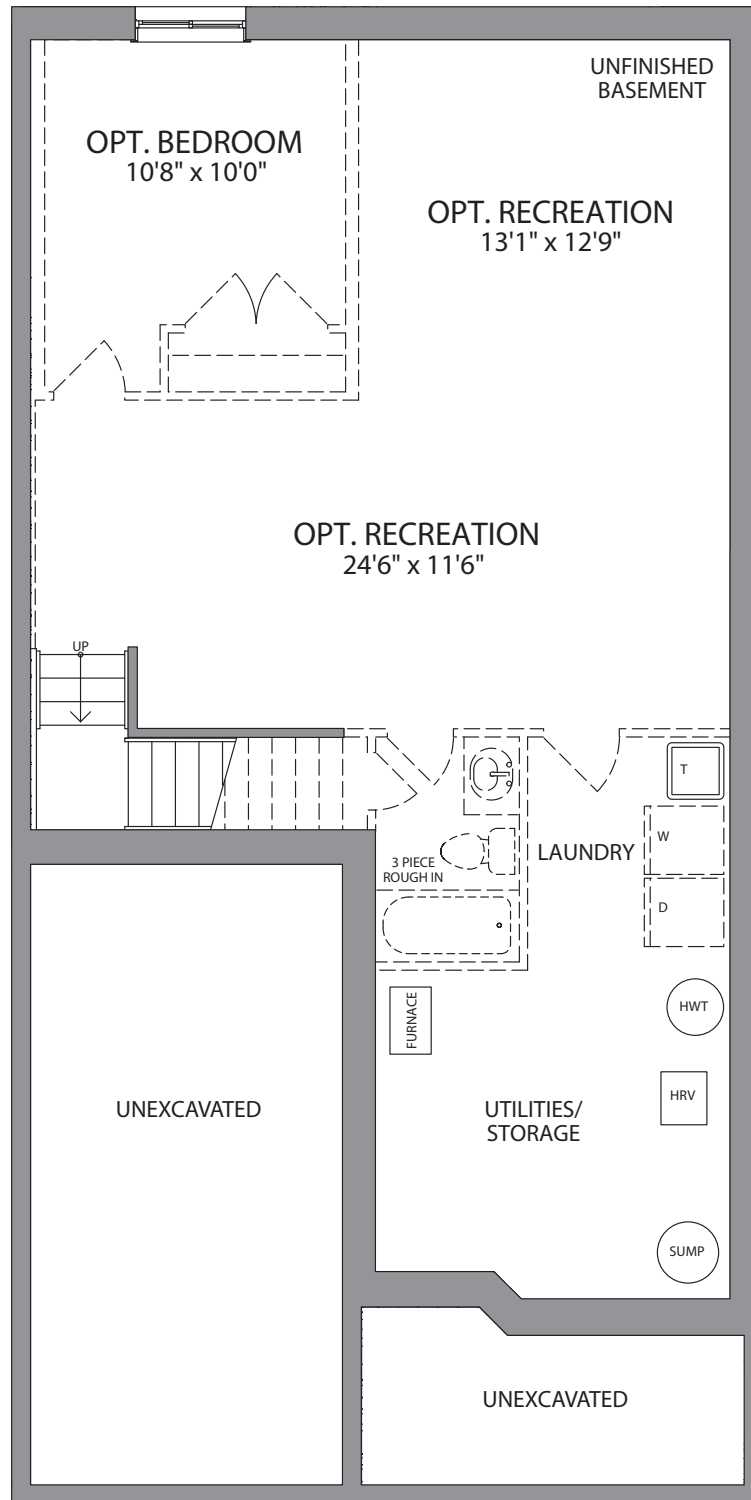 UNFINISHED
BASEMENT
OPT. BEDROOM
10'8" x 10'0"
OPT. RECREATION
13'1" x 12'9"
OPT. RECREATION
24'6" x 11'6"
UP
T
W
LAUNDRY
3 PIECE
ROUGH IN
D
FURNACE
HWT
HRV
UNEXCAVATED
UTILITIES/
STORAGE
SUMP
UNEXCAVATED